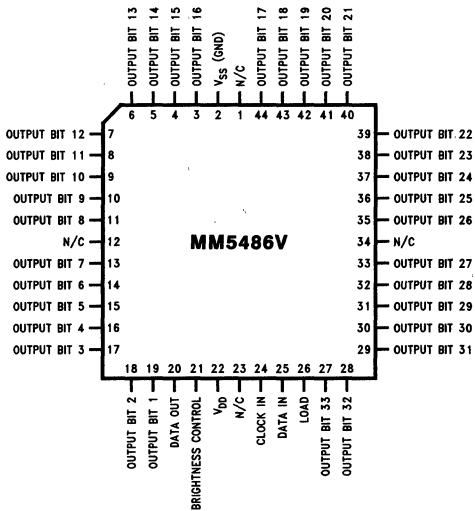 OUTPUT BIT 13
OUTPUT BIT 14
OUTPUT BIT 15
OUTPUT BIT 16
VSS (GND)
N/C
OUTPUT BIT 17
OUTPUT BIT 18
OUTPUT BIT 19
OUTPUT BIT 20
OUTPUT BIT 21
6 5 4 3 2 1 44 43 42 41 40
OUTPUT BIT 12 7
OUTPUT BIT 11 8
OUTPUT BIT 10 9
OUTPUT BIT 9 10
OUTPUT BIT 8 11
N/C 12
OUTPUT BIT 7 13
OUTPUT BIT 6 14
OUTPUT BIT 5 15
OUTPUT BIT 4 16
OUTPUT BIT 3 17
MM5486V
39 OUTPUT BIT 22
38 OUTPUT BIT 23
37 OUTPUT BIT 24
36 OUTPUT BIT 25
35 OUTPUT BIT 26
34 N/C
33 OUTPUT BIT 27
32 OUTPUT BIT 28
31 OUTPUT BIT 29
30 OUTPUT BIT 30
29 OUTPUT BIT 31
18 19 20 21 22 23 24 25 26 27 28
OUTPUT BIT 2
OUTPUT BIT 1
DATA OUT
BRIGHTNESS CONTROL
VDD
N/C
CLOCK IN
DATA IN
LOAD
OUTPUT BIT 33
OUTPUT BIT 32